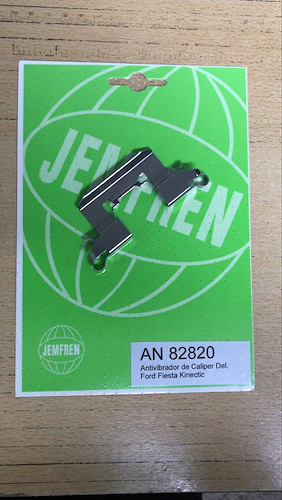 JEMFREN
JEMFREN
AN 82820
Antivibrador de Caliper Del.
Ford Fiesta Kinectic